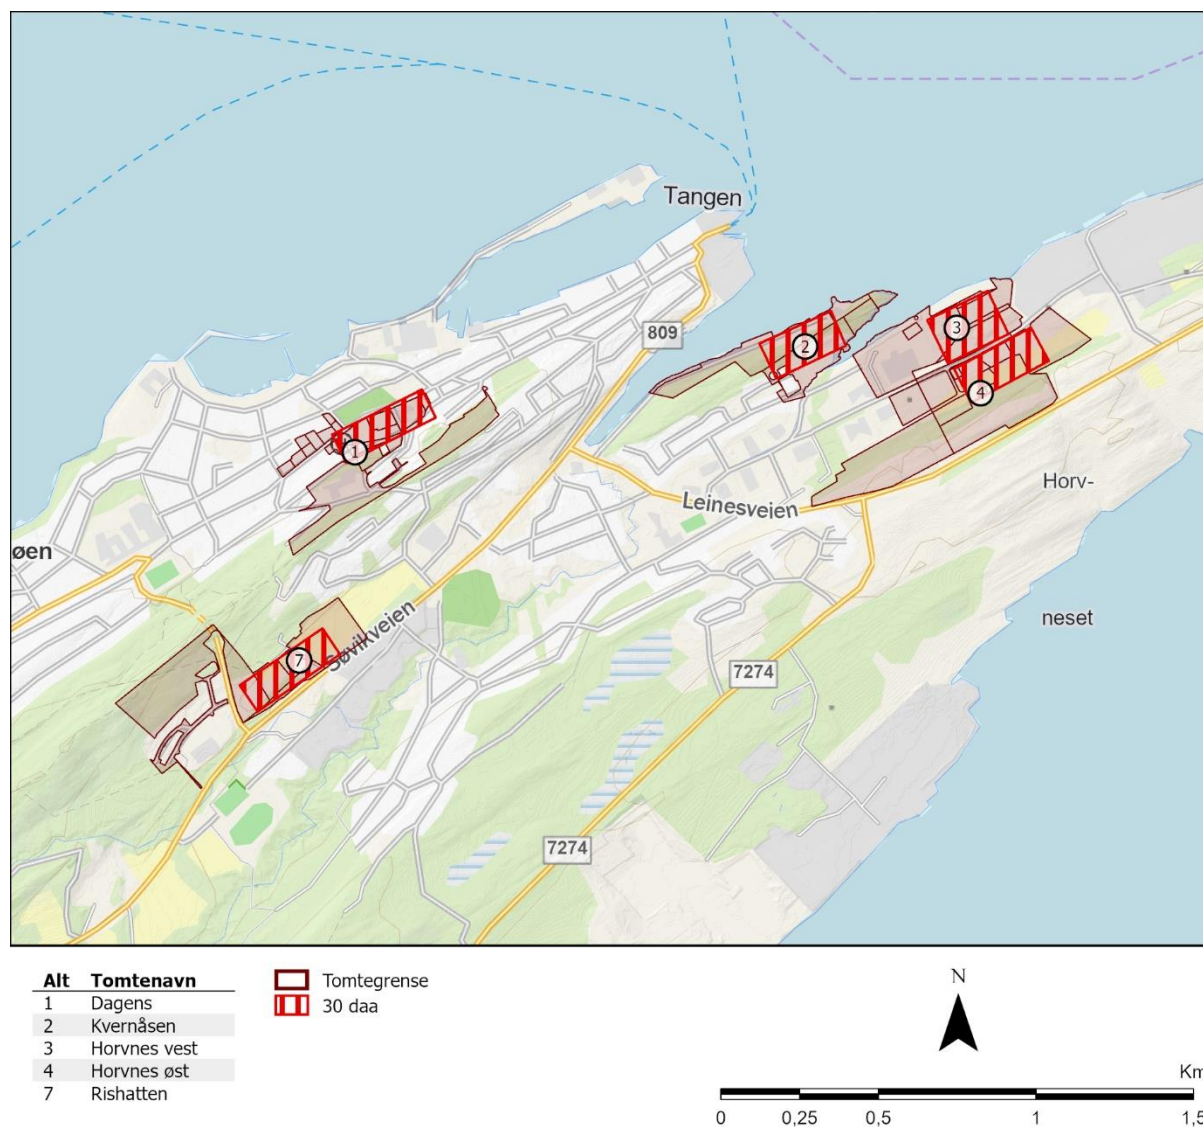 Tangen
809
3
2
4
1
Leinesveien
Horv-
øen
neset
Søvikveien
7
7274
7274
Alt Tomtenavn
1 Dagens
2 Kvernåsen
3 Horvnes vest
4 Horvnes øst
7 Rishatten
Tomtegrense
30 daa
N
Km
0 0,25 0,5 1 1,5